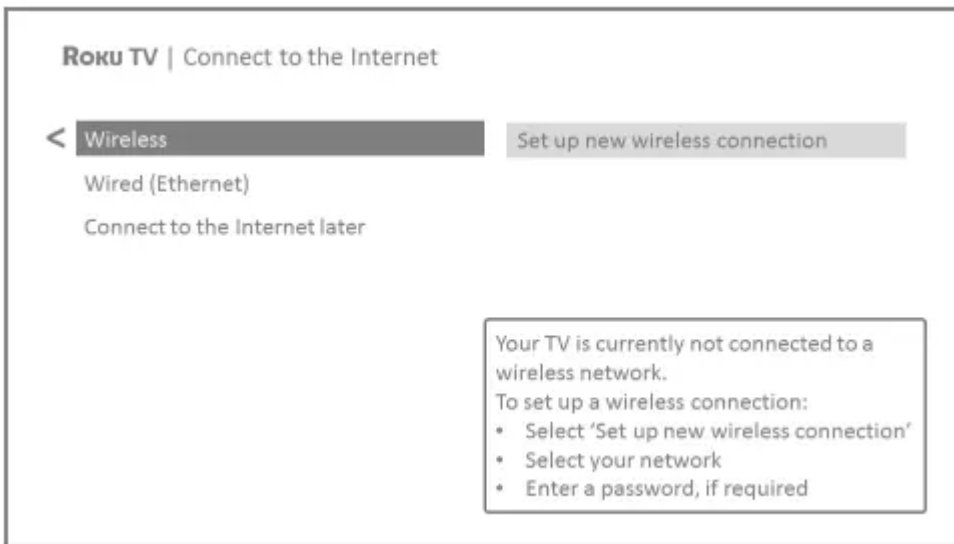 Roku TV | Connect to the Internet
< Wireless
Set up new wireless connection
Wired (Ethernet)
Connect to the Internet later
Your TV is currently not connected to a
wireless network.
To set up a wireless connection:
• Select ‘Set up new wireless connection’
• Select your network
• Enter a password, if required